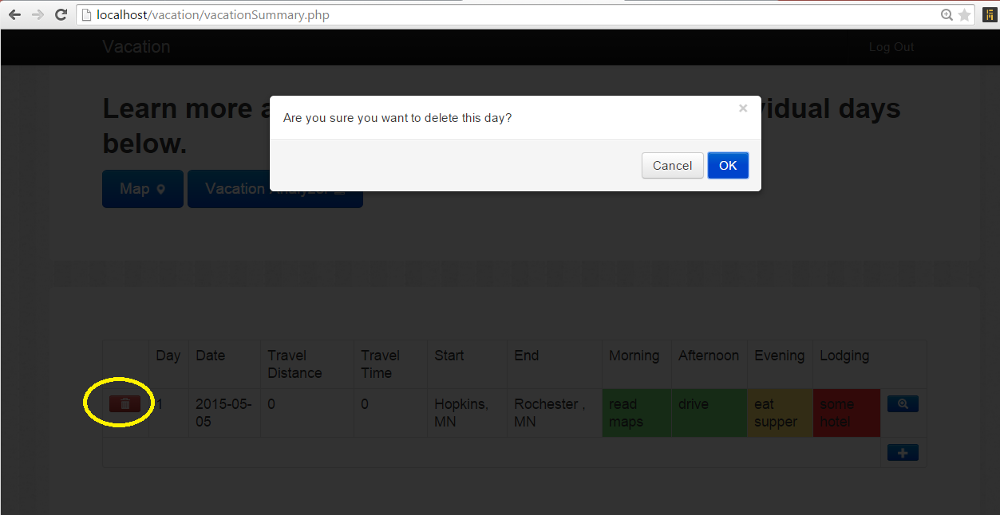 localhost/vacation/vacationSummary.php
Vacation
Log Out
Learn more a
vidual days
below.
Are you sure you want to delete this day?
×
Cancel
OK
Map
Vacation Analyzer
Day Date Travel Distance Travel Time Start End Morning Afternoon Evening Lodging
1 2015-05-05 0 0 Hopkins, MN Rochester , MN read maps drive eat supper some hotel